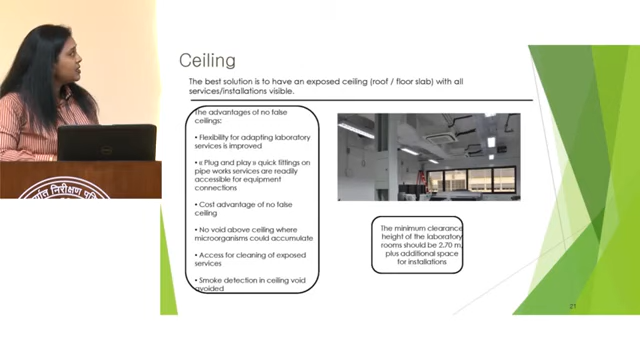 Ceiling
The best solution is to have an exposed ceiling (roof / floor slab) with all
services/installations visible.
The advantages of no false
ceilings:
• Flexibility for adapting laboratory
services is improved
• « Plug and play » quick fittings on
pipe works services are readily
accessible for equipment
connections
• Cost advantage of no false
ceiling
• No void above ceiling where
microorganisms could accumulate
• Access for cleaning of exposed
services
• Smoke detection in ceiling void
avoided
The minimum clearance
height of the laboratory
rooms should be 2,70 m,
plus additional space
for installations
21